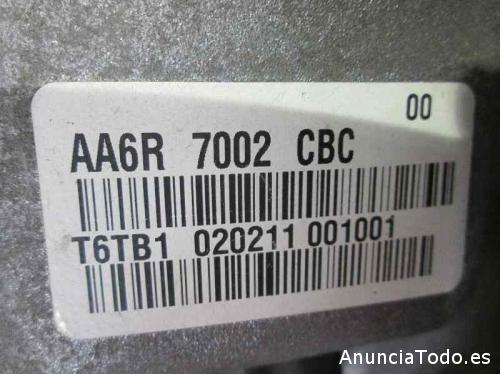 00
AA6R 7002 CBC
T6TB1 020211 001001
AnunciaTodo.es